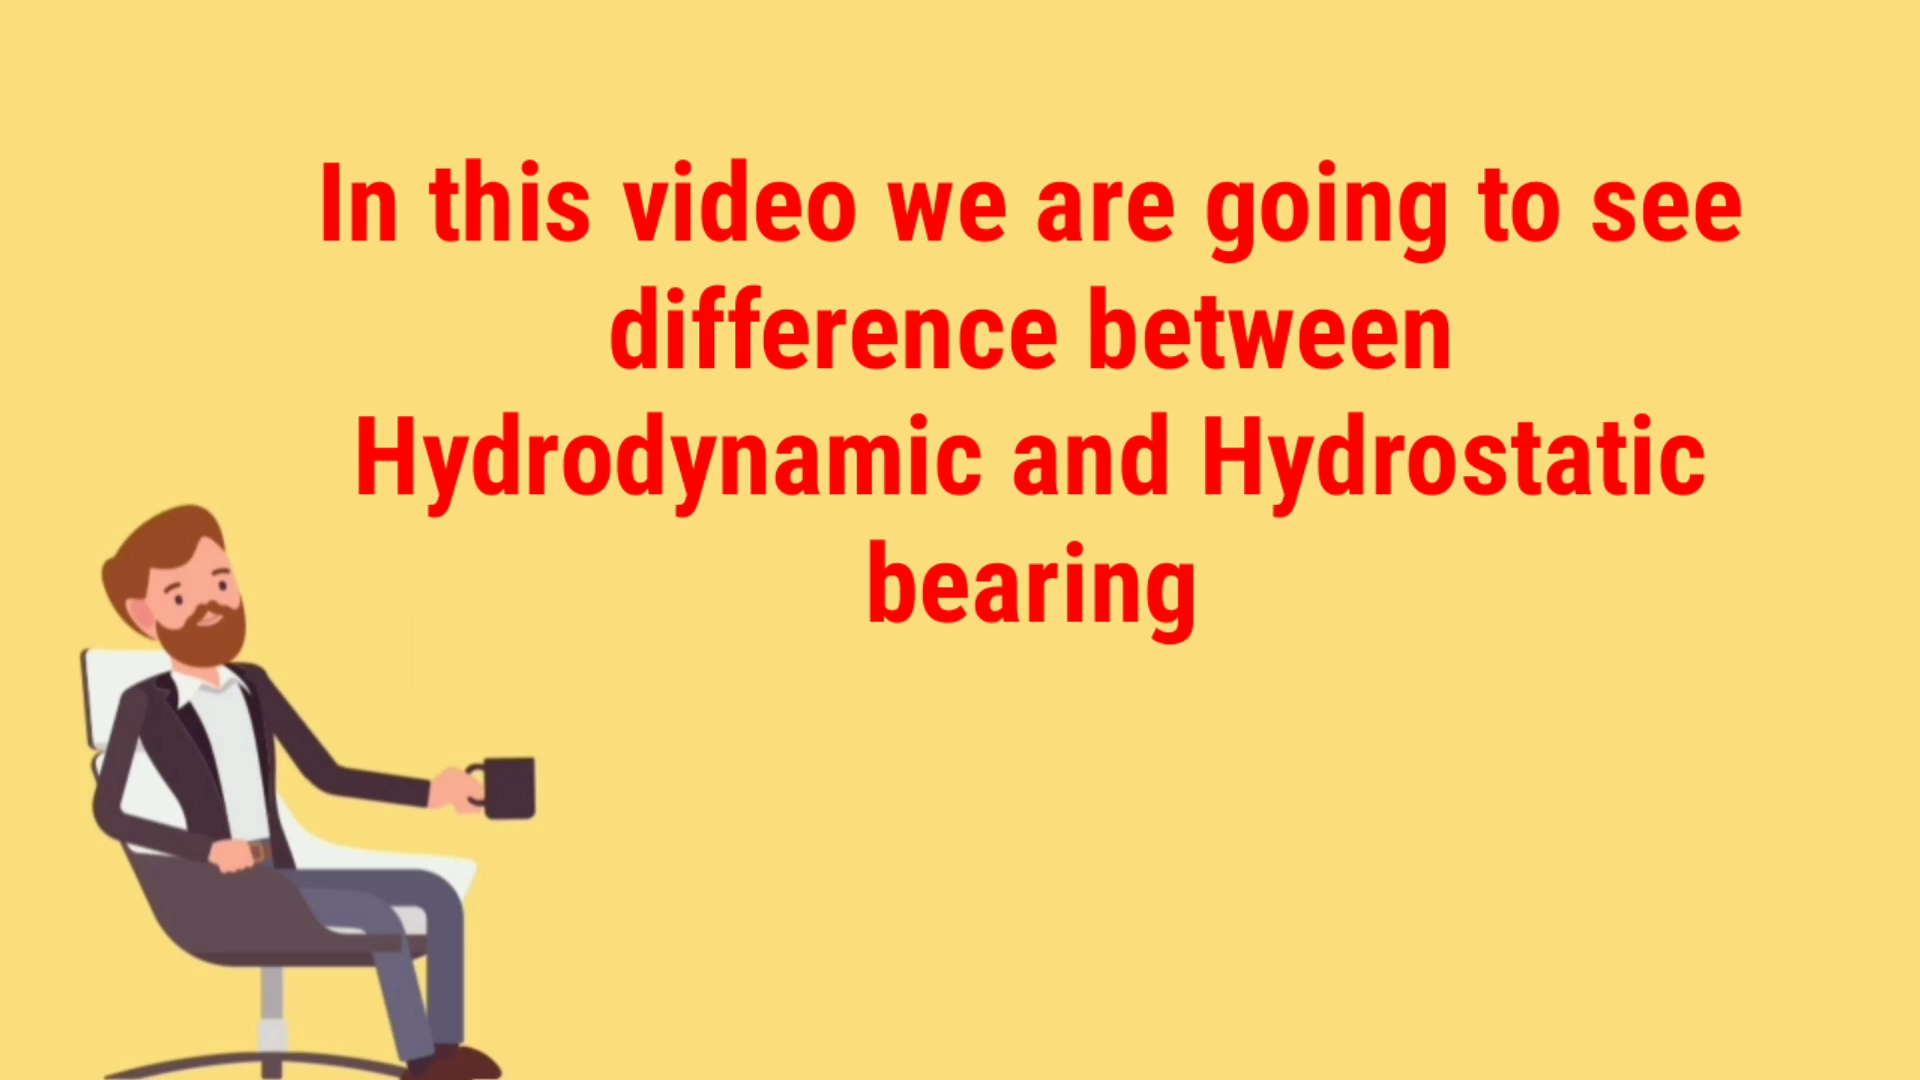 In this video we are going to see
difference between
Hydrodynamic and Hydrostatic
bearing